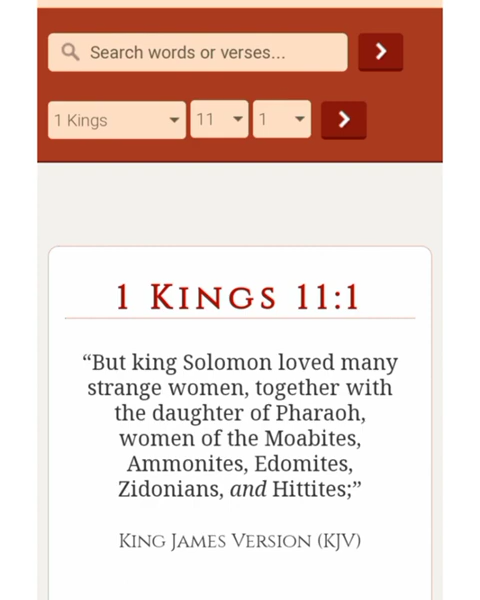 Search words or verses...
1 Kings 11 1
1 Kings 11:1
“But king Solomon loved many
strange women, together with
the daughter of Pharaoh,
women of the Moabites,
Ammonites, Edomites,
Zidonians, and Hittites;”
King James Version (KJV)